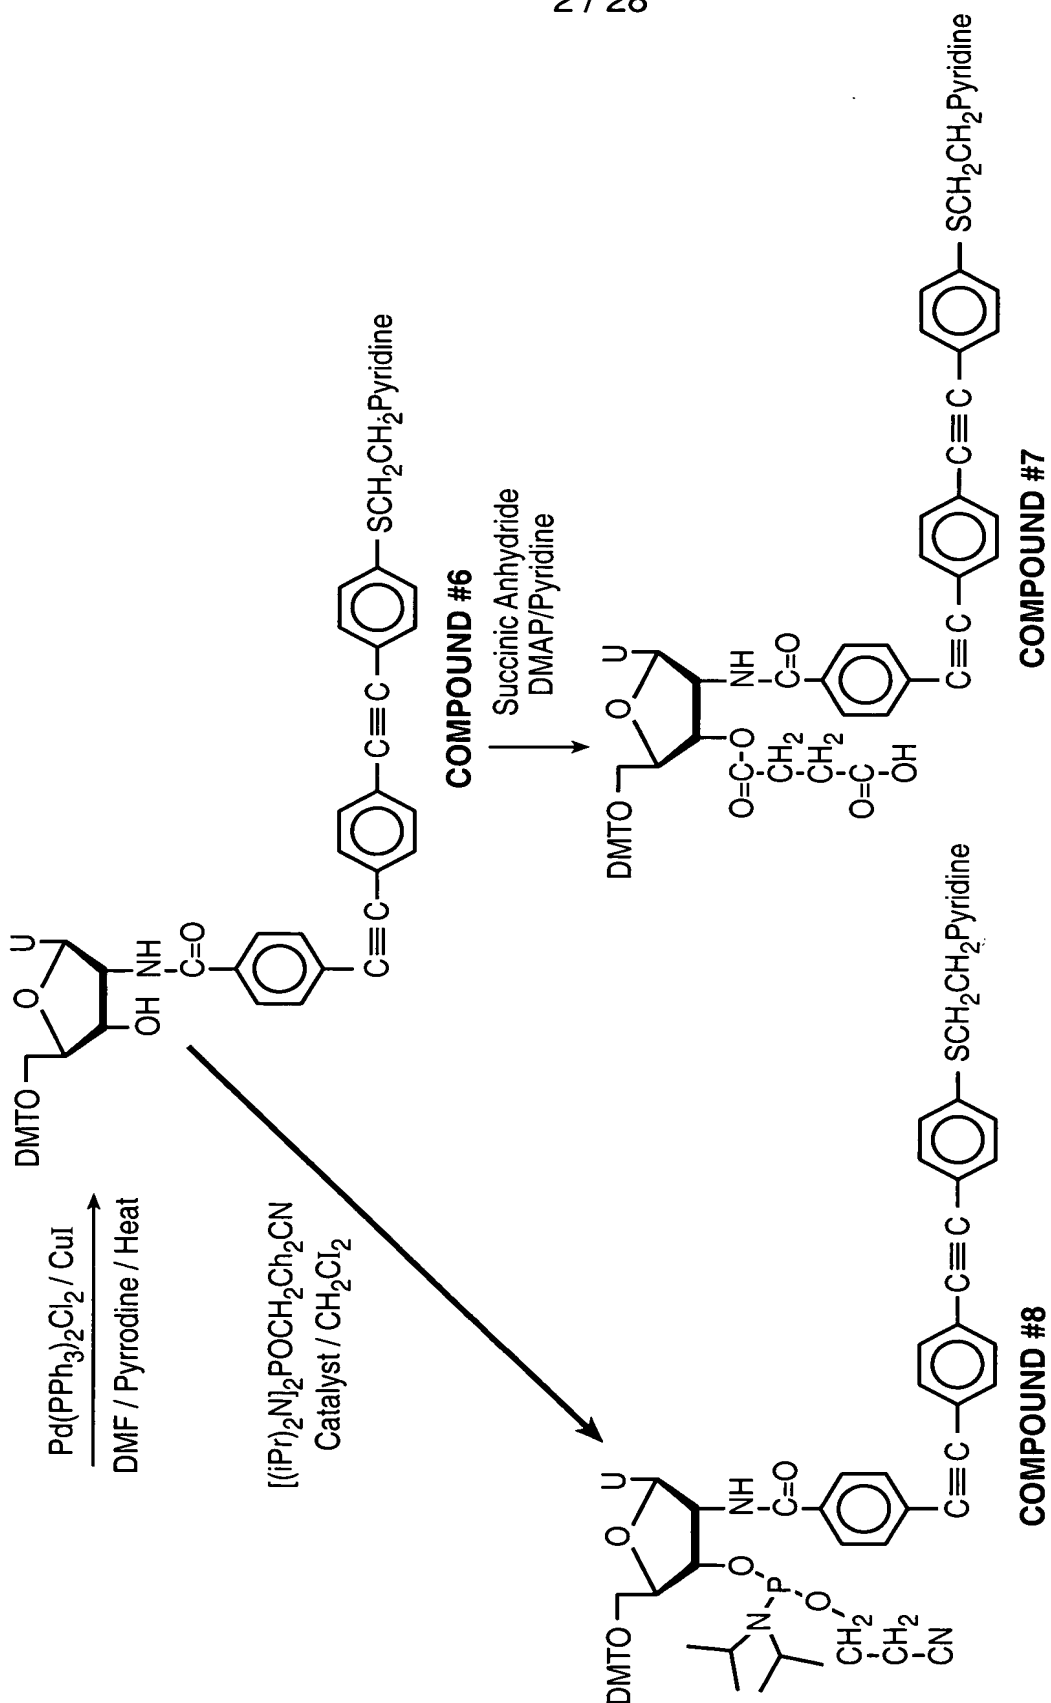 Pd(PPh3)2Cl2 / CuI
DMF / Pyrrodine / Heat
DMTO
O
U
OH
NH
C=O
C≡C
C≡C
SCH2CH2Pyridine
COMPOUND #6
[(iPr)2N]2POCH2Ch2CN
Catalyst / CH2Cl2
Succinic Anhydride
DMAP/Pyridine
DMTO
O
U
O
NH
P
N
O
CH2
CH2
CN
C=O
C≡C
C≡C
SCH2CH2Pyridine
COMPOUND #8
DMTO
O
U
O
NH
O=C
CH2
CH2
O=C
OH
C=O
C≡C
C≡C
SCH2CH2Pyridine
COMPOUND #7